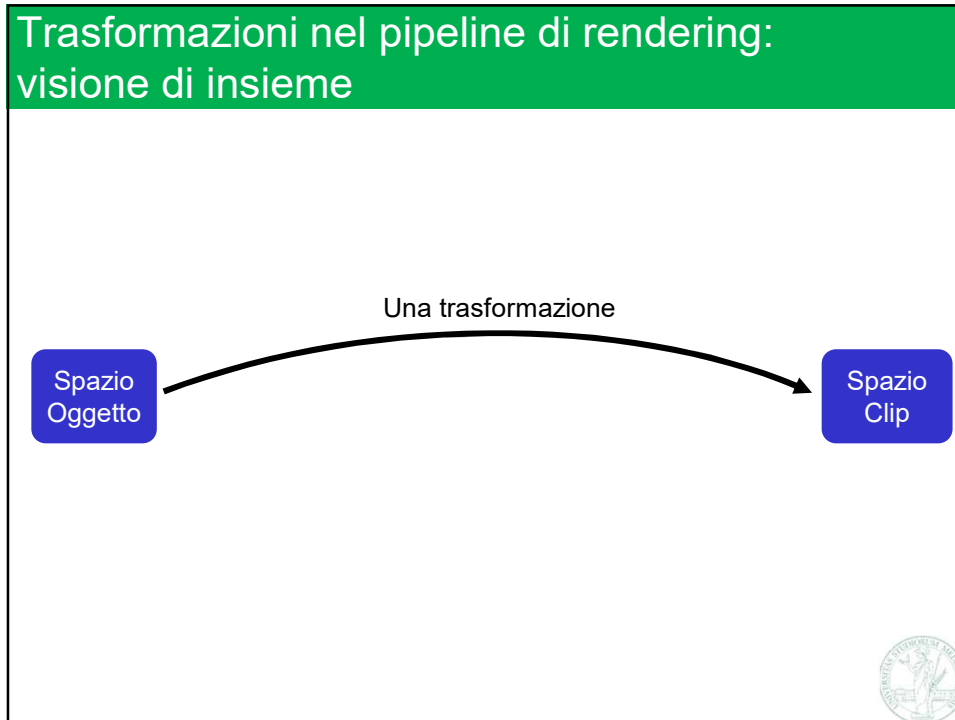 Trasformazioni nel pipeline di rendering:
visione di insieme
Una trasformazione
Spazio
Oggetto
Spazio
Clip